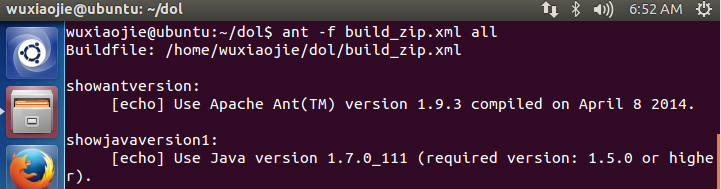 wuxiaojie@ubuntu: ~/dol
6:52 AM
wuxiaojie@ubuntu:~/dol$ ant -f build_zip.xml all
Buildfile: /home/wuxiaojie/dol/build_zip.xml
showantversion:
[echo] Use Apache Ant(TM) version 1.9.3 compiled on April 8 2014.
showjavaversion1:
[echo] Use Java version 1.7.0_111 (required version: 1.5.0 or highe
r).